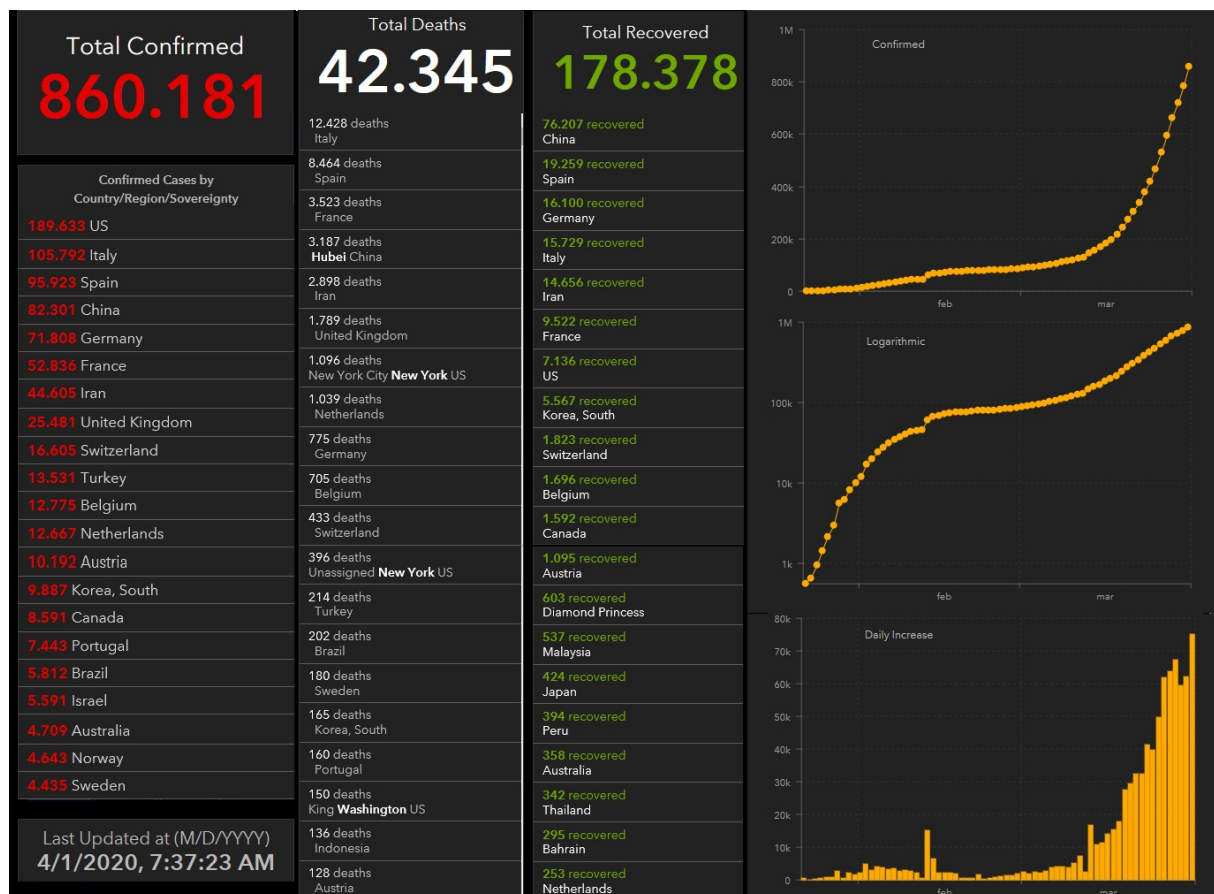 Total Confirmed
860.181
Confirmed Cases by
Country/Region/Sovereignty
189.633 US
105.792 Italy
95.923 Spain
82.301 China
71.808 Germany
52.836 France
44.605 Iran
25.481 United Kingdom
16.605 Switzerland
13.531 Turkey
12.775 Belgium
12.667 Netherlands
10.192 Austria
9.887 Korea, South
8.591 Canada
7.443 Portugal
5.812 Brazil
5.591 Israel
4.709 Australia
4.643 Norway
4.435 Sweden
Last Updated at (M/D/YYYY)
4/1/2020, 7:37:23 AM
Total Deaths
42.345
12.428 deaths
Italy
8.464 deaths
Spain
3.523 deaths
France
3.187 deaths
Hubei China
2.898 deaths
Iran
1.789 deaths
United Kingdom
1.096 deaths
New York City New York US
1.039 deaths
Netherlands
775 deaths
Germany
705 deaths
Belgium
433 deaths
Switzerland
396 deaths
Unassigned New York US
214 deaths
Turkey
202 deaths
Brazil
180 deaths
Sweden
165 deaths
Korea, South
160 deaths
Portugal
150 deaths
King Washington US
136 deaths
Indonesia
128 deaths
Austria
Total Recovered
178.378
76.207 recovered
China
19.259 recovered
Spain
16.100 recovered
Germany
15.729 recovered
Italy
14.656 recovered
Iran
9.522 recovered
France
7.136 recovered
US
5.567 recovered
Korea, South
1.823 recovered
Switzerland
1.696 recovered
Belgium
1.592 recovered
Canada
1.095 recovered
Austria
603 recovered
Diamond Princess
537 recovered
Malaysia
424 recovered
Japan
394 recovered
Peru
358 recovered
Australia
342 recovered
Thailand
295 recovered
Bahrain
253 recovered
Netherlands
Confirmed
1M
800k
600k
400k
200k
0
feb mar
Logarithmic
1M
100k
10k
1k
feb mar
Daily Increase
80k
70k
60k
50k
40k
30k
20k
10k
0
feb mar